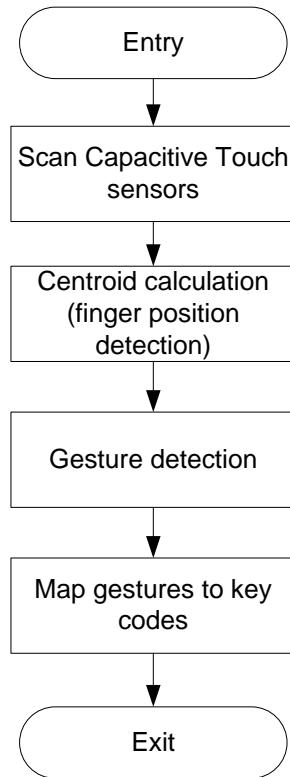 Entry
Scan Capacitive Touch
sensors
Centroid calculation
(finger position
detection)
Gesture detection
Map gestures to key
codes
Exit